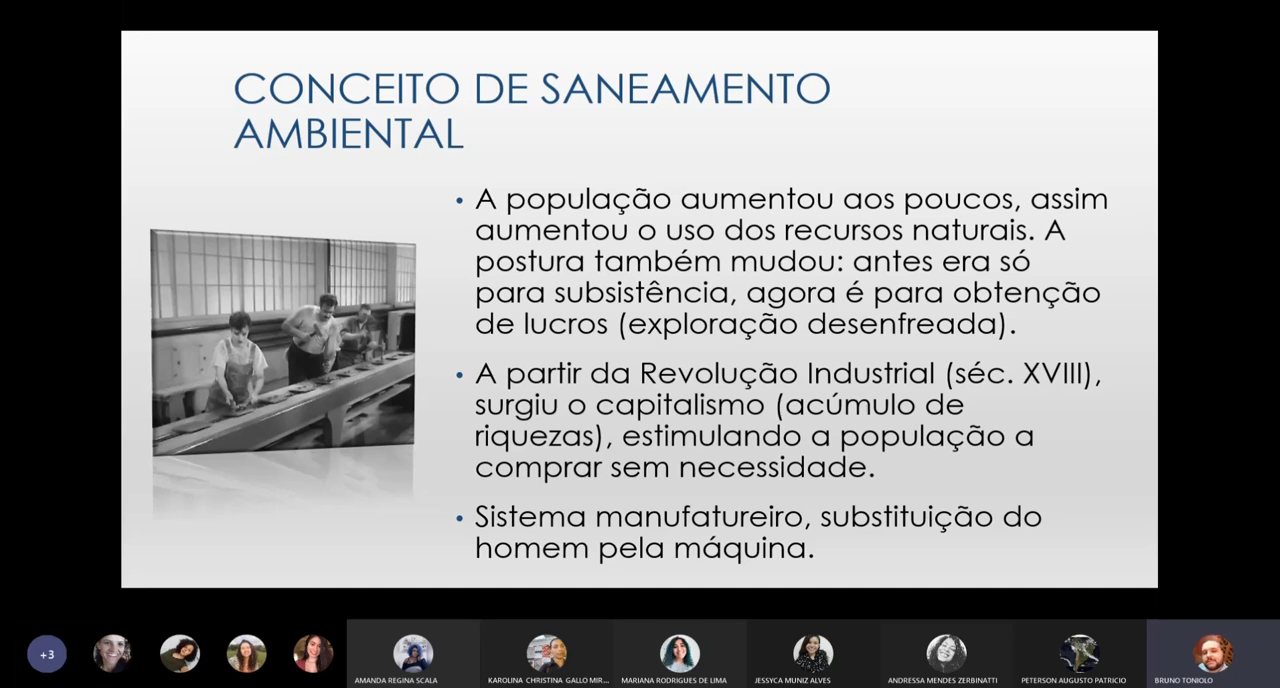 CONCEITO DE SANEAMENTO
AMBIENTAL
• A população aumentou aos poucos, assim
aumentou o uso dos recursos naturais. A
postura também mudou: antes era só
para subsistência, agora é para obtenção
de lucros (exploração desenfreada).
• A partir da Revolução Industrial (séc. XVIII),
surgiu o capitalismo (acúmulo de
riquezas), estimulando a população a
comprar sem necessidade.
• Sistema manufatureiro, substituição do
homem pela máquina.
+3
AMANDA REGINA SCALA
KAROLINA CHRISTINA GALLO MIR...
MARIANA RODRIGUES DE LIMA
JESSYCA MUNIZ ALVES
ANDRESSA MENDES ZERBINATTI
PETERSON AUGUSTO PATRICIO
BRUNO TONIOLO